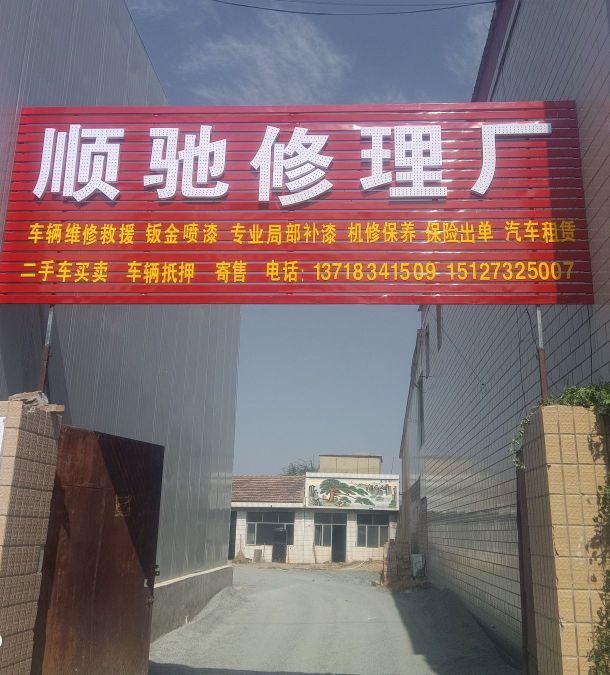 顺驰修理厂
车辆维修救援 钣金喷漆 专业局部补漆 机修保养 保险出单 汽车租赁
二手车买卖 车辆抵押 寄售 电话：13718341509 15127325007